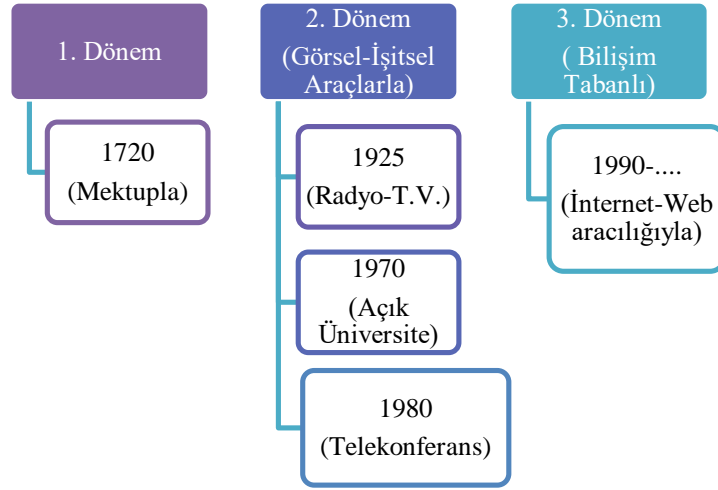 1. Dönem
1720
(Mektupla)
2. Dönem
(Görsel-İşitsel
Araçlarla)
1925
(Radyo-T.V.)
1970
(Açık
Üniversite)
1980
(Telekonferans)
3. Dönem
( Bilişim
Tabanlı)
1990-....
(İnternet-Web
aracılığıyla)